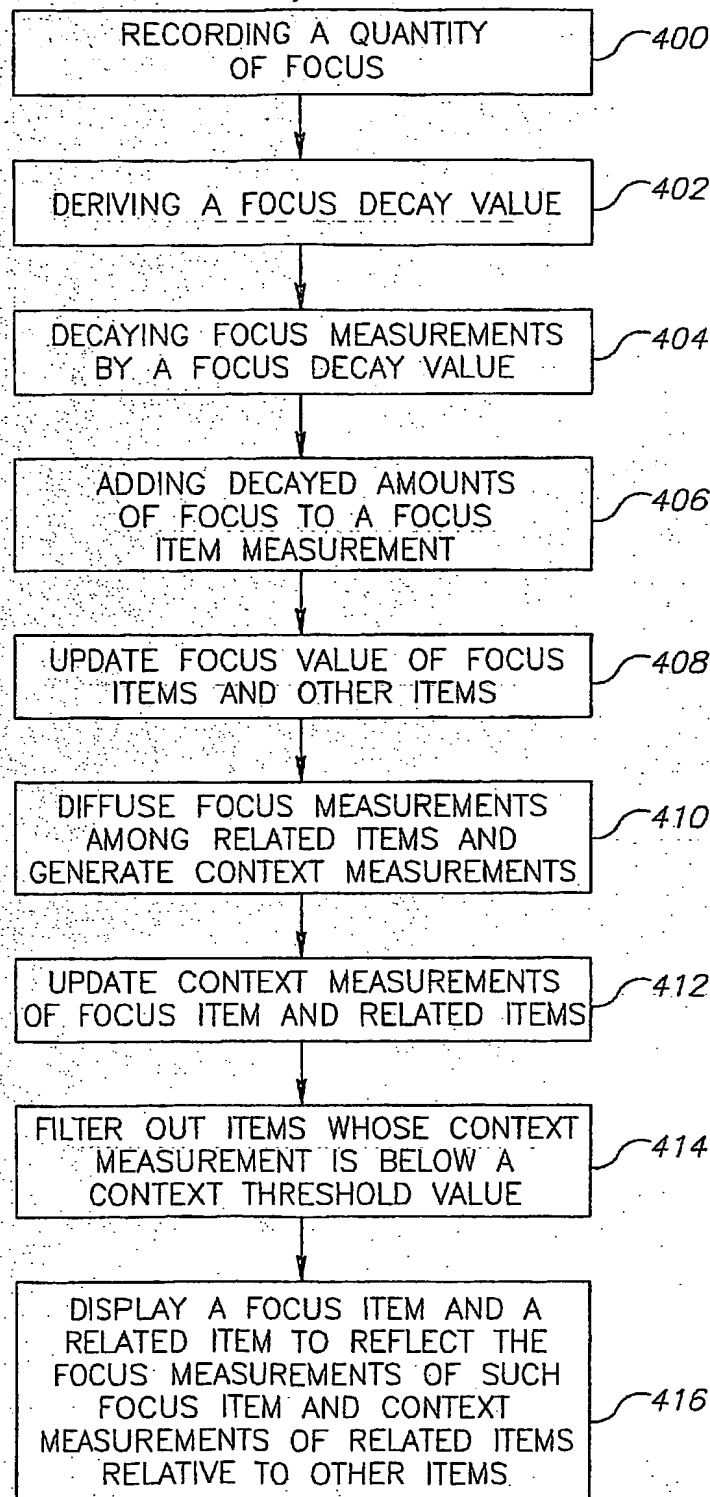 RECORDING A QUANTITY
OF FOCUS
400
DERIVING A FOCUS DECAY VALUE
402
DECAYING FOCUS MEASUREMENTS
BY A FOCUS DECAY VALUE
404
ADDING DECAYED AMOUNTS
OF FOCUS TO A FOCUS
ITEM MEASUREMENT
406
UPDATE FOCUS VALUE OF FOCUS
ITEMS AND OTHER ITEMS
408
DIFFUSE FOCUS MEASUREMENTS
AMONG RELATED ITEMS AND
GENERATE CONTEXT MEASUREMENTS
410
UPDATE CONTEXT MEASUREMENTS
OF FOCUS ITEM AND RELATED ITEMS
412
FILTER OUT ITEMS WHOSE CONTEXT
MEASUREMENT IS BELOW A
CONTEXT THRESHOLD VALUE
414
DISPLAY A FOCUS ITEM AND A
RELATED ITEM TO REFLECT THE
FOCUS MEASUREMENTS OF SUCH
FOCUS ITEM AND CONTEXT
MEASUREMENTS OF RELATED ITEMS
RELATIVE TO OTHER ITEMS
416